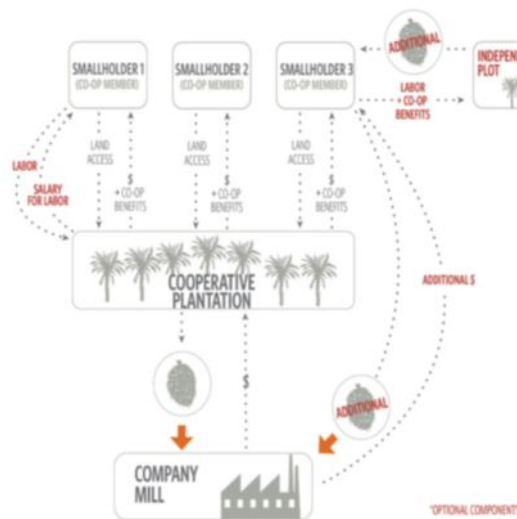 ADDITIONAL
SMALLHOLDER 1
(CO-OP MEMBER)
SMALLHOLDER 2
(CO-OP MEMBER)
SMALLHOLDER 3
(CO-OP MEMBER)
INDEPEN
PLOT
LABOR
+ CO-OP
BENEFITS
LABOR
SALARY
FOR LABOR
LAND
ACCESS
$
+ CO-OP
BENEFITS
LAND
ACCESS
$
+ CO-OP
BENEFITS
LAND
ACCESS
$
+ CO-OP
BENEFITS
COOPERATIVE
PLANTATION
ADDITIONAL $
$
ADDITIONAL
COMPANY
MILL
*OPTIONAL COMPONENTS